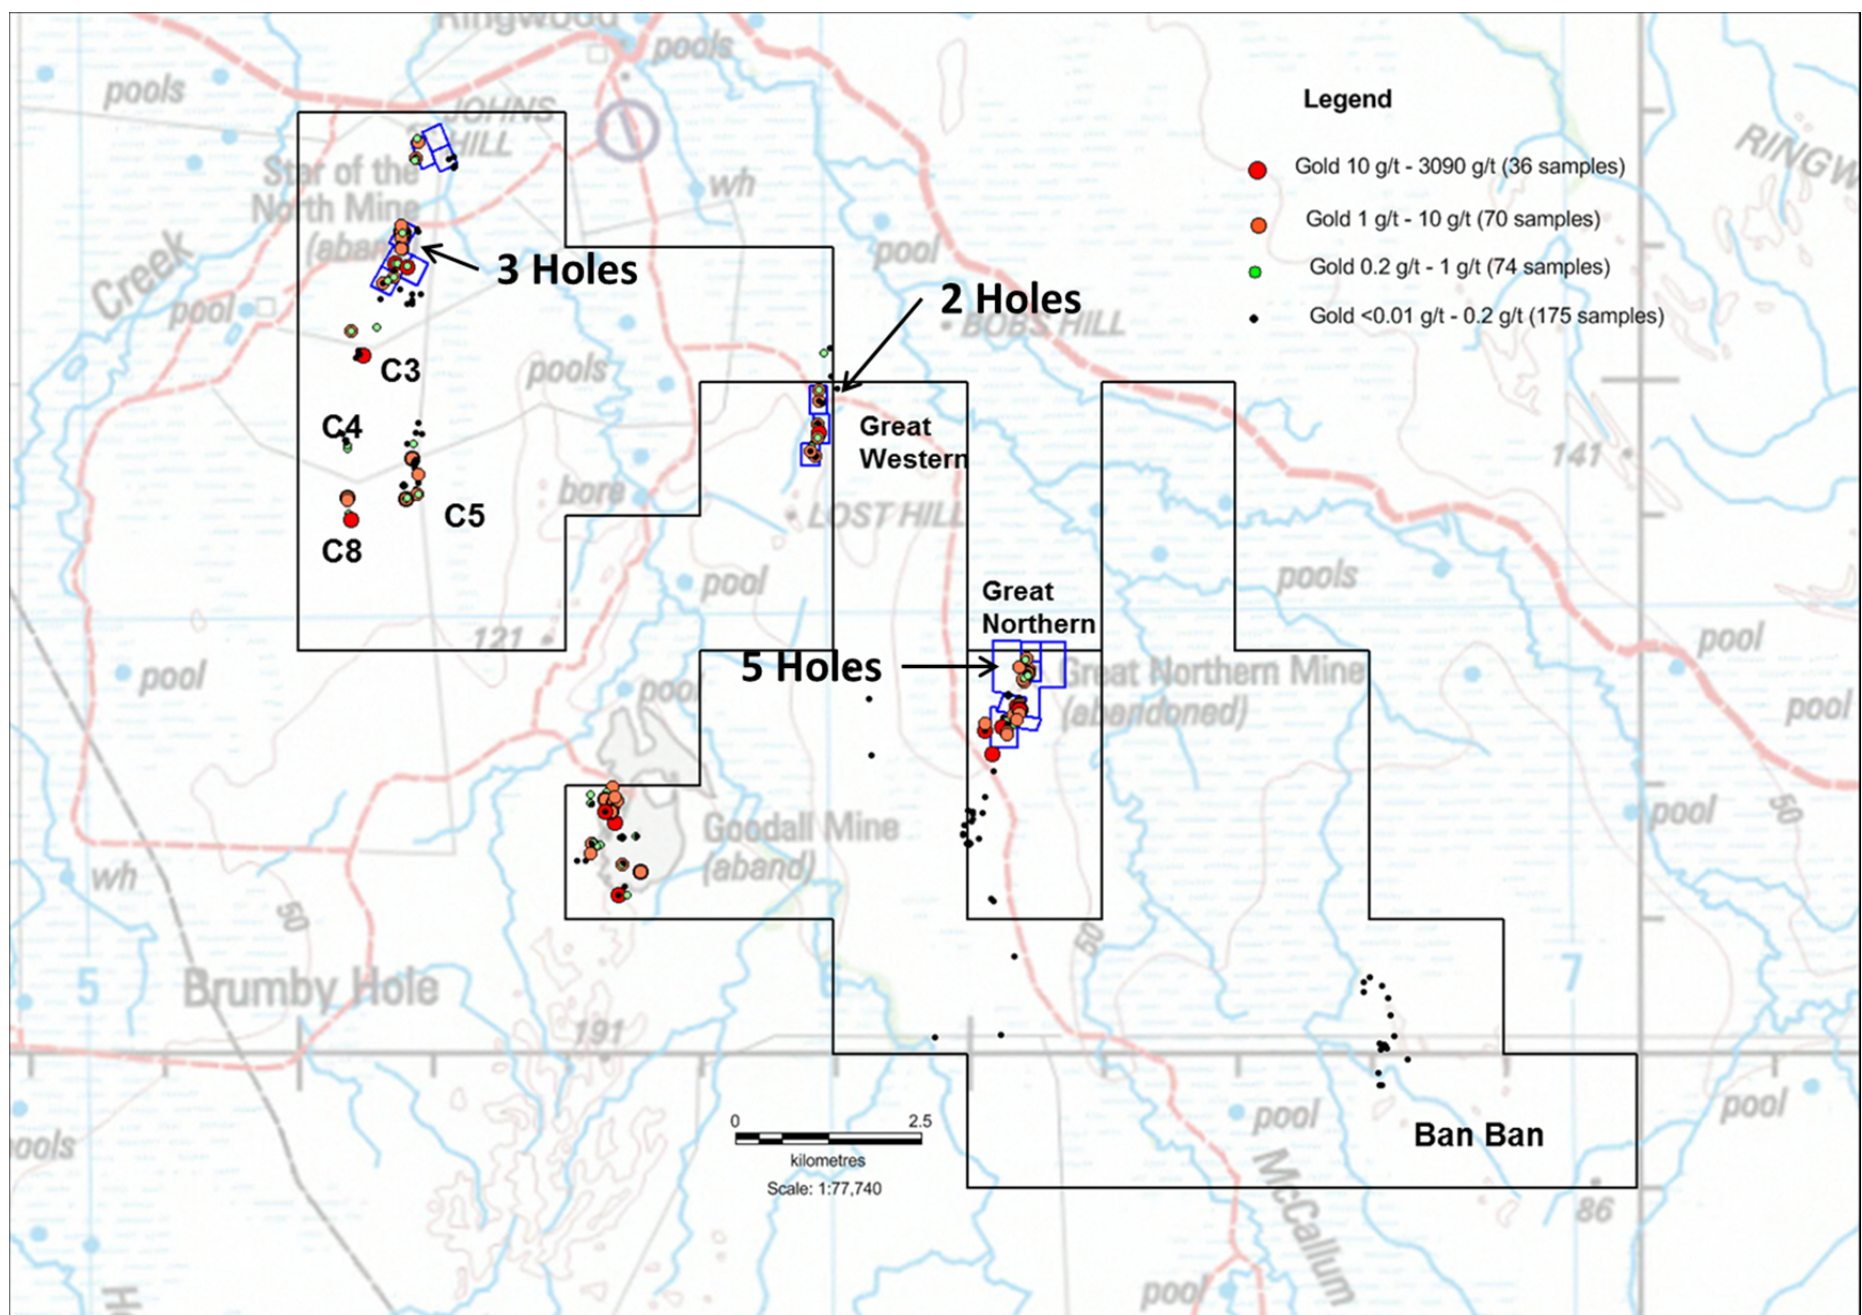 Ringwood
pools
pools
JOHNS
HILL
Legend
Gold 10 g/t - 3090 g/t (36 samples)
Gold 1 g/t - 10 g/t (70 samples)
Gold 0.2 g/t - 1 g/t (74 samples)
Gold <0.01 g/t - 0.2 g/t (175 samples)
RINGW
Star of the
North Mine
(aban
wh
Creek
pool
pool
3 Holes
2 Holes
BOBS HILL
C3
pools
C4
Great
Western
141
bore
C5
LOST HILL
C8
pool
pools
Great
Northern
121
pool
pool
pool
5 Holes
Great Northern Mine
(abandoned)
pool
pool
50
Goodall Mine
(aband)
wh
50
50
5
Brumby Hole
6
7
191
0
2.5
kilometres
Scale: 1:77,740
pool
pool
Ban Ban
ools
McCallum
86
pool